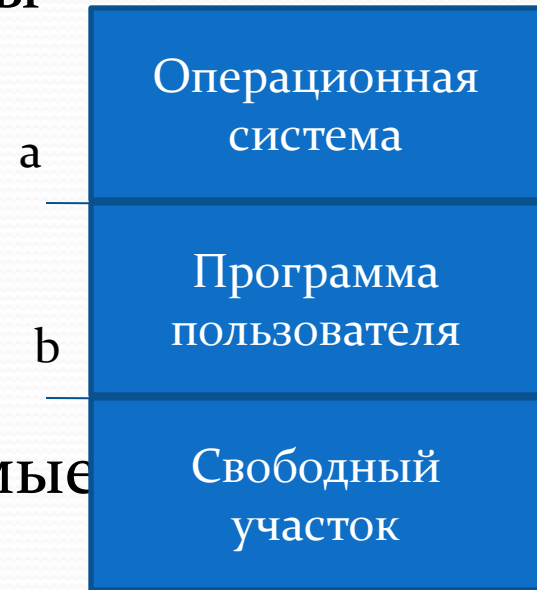 Операционная
система
a
Программа
пользователя
b
Свободный
участок